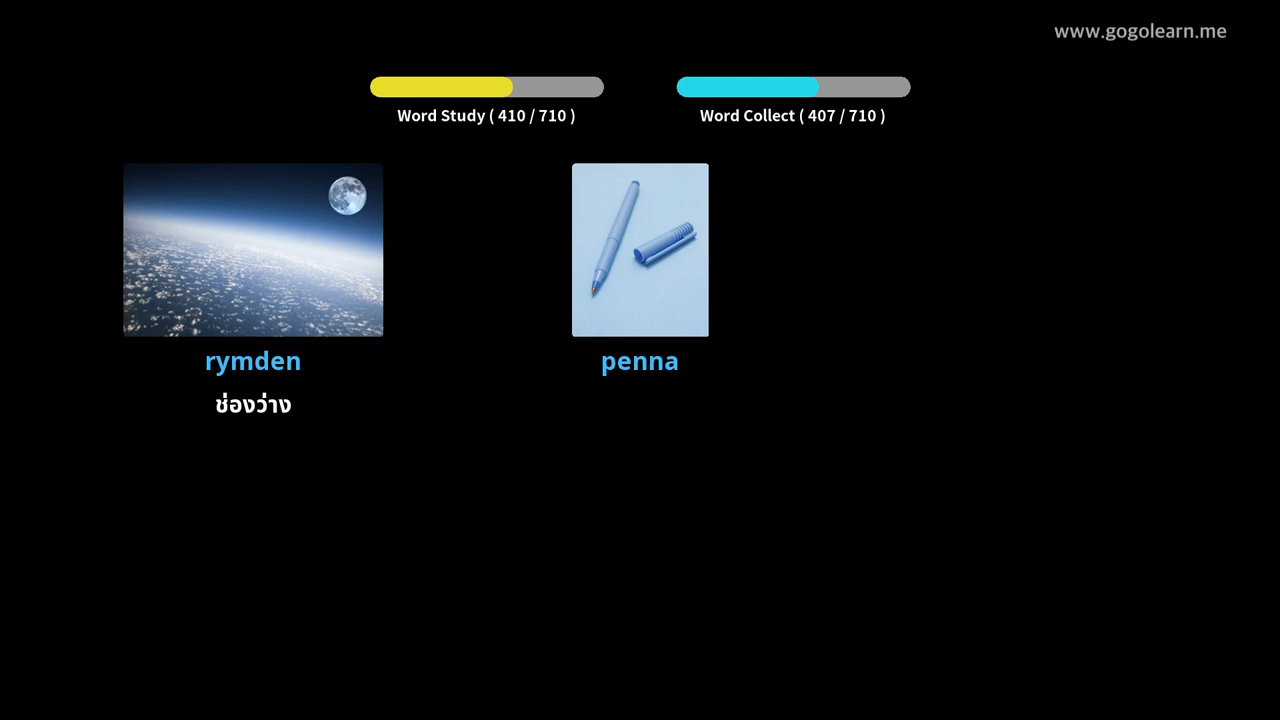 www.gogolearn.me
Word Study ( 410 / 710 )
Word Collect ( 407 / 710 )
rymden
penna
ช่องว่าง